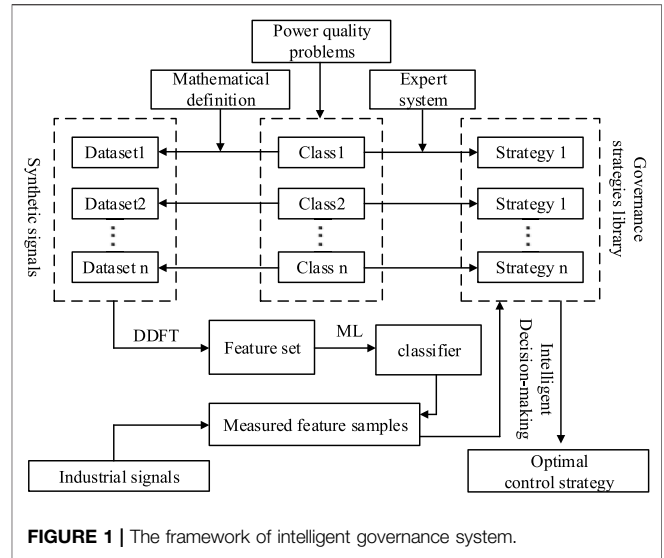 Power quality
problems
Mathematical
definition
Expert
system
Synthetic signals
Dataset1
Class1
Strategy 1
Dataset2
Class2
Strategy 1
Dataset n
Class n
Strategy n
Governance
strategies library
DDFT
Feature set
ML
classifier
Intelligent
Decision-making
Measured feature samples
Industrial signals
Optimal
control strategy
FIGURE 1 | The framework of intelligent governance system.